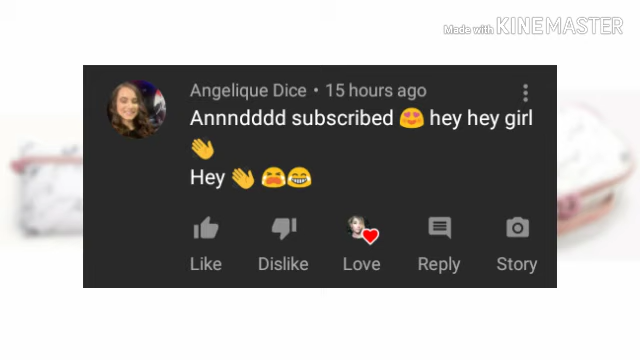 Made with KINEMASTER
Angelique Dice • 15 hours ago
Annndddd subscribed 😍 hey hey girl
👋
Hey 👋 😭😂
Like Dislike Love Reply Story